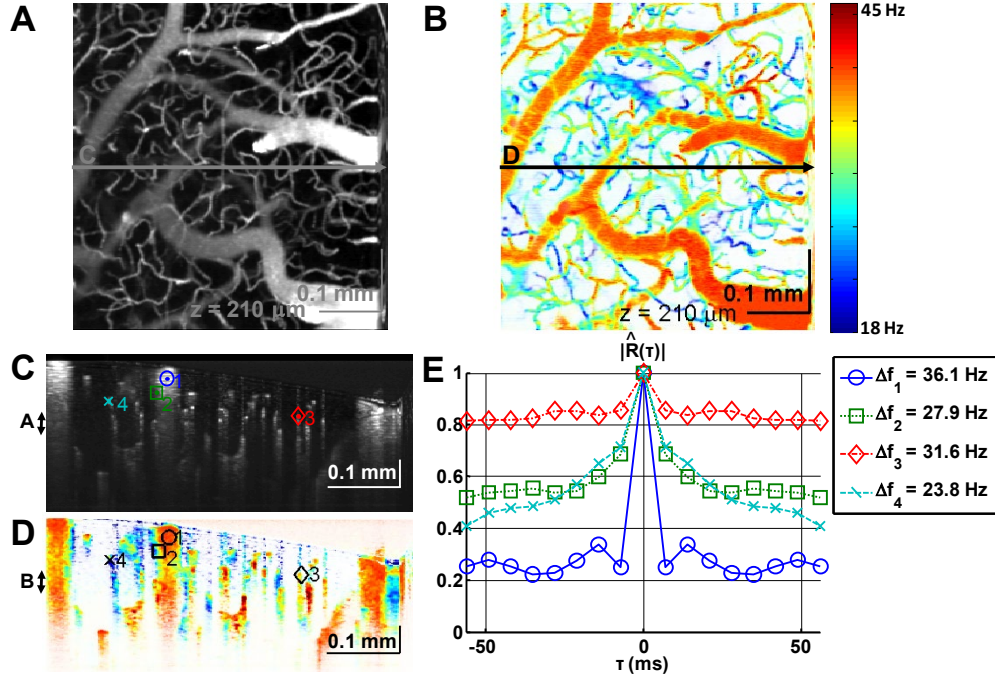 A
B
45 Hz
18 Hz
C
D
0.1 mm
z = 210 µm
0.1 mm
z = 210 µm
C
A
1
2
3
4
0.1 mm
D
B
1
2
3
4
0.1 mm
E
|R̂(τ)|
1
0.8
0.6
0.4
0.2
0
-50
0
50
τ (ms)
Δf1 = 36.1 Hz
Δf2 = 27.9 Hz
Δf3 = 31.6 Hz
Δf4 = 23.8 Hz